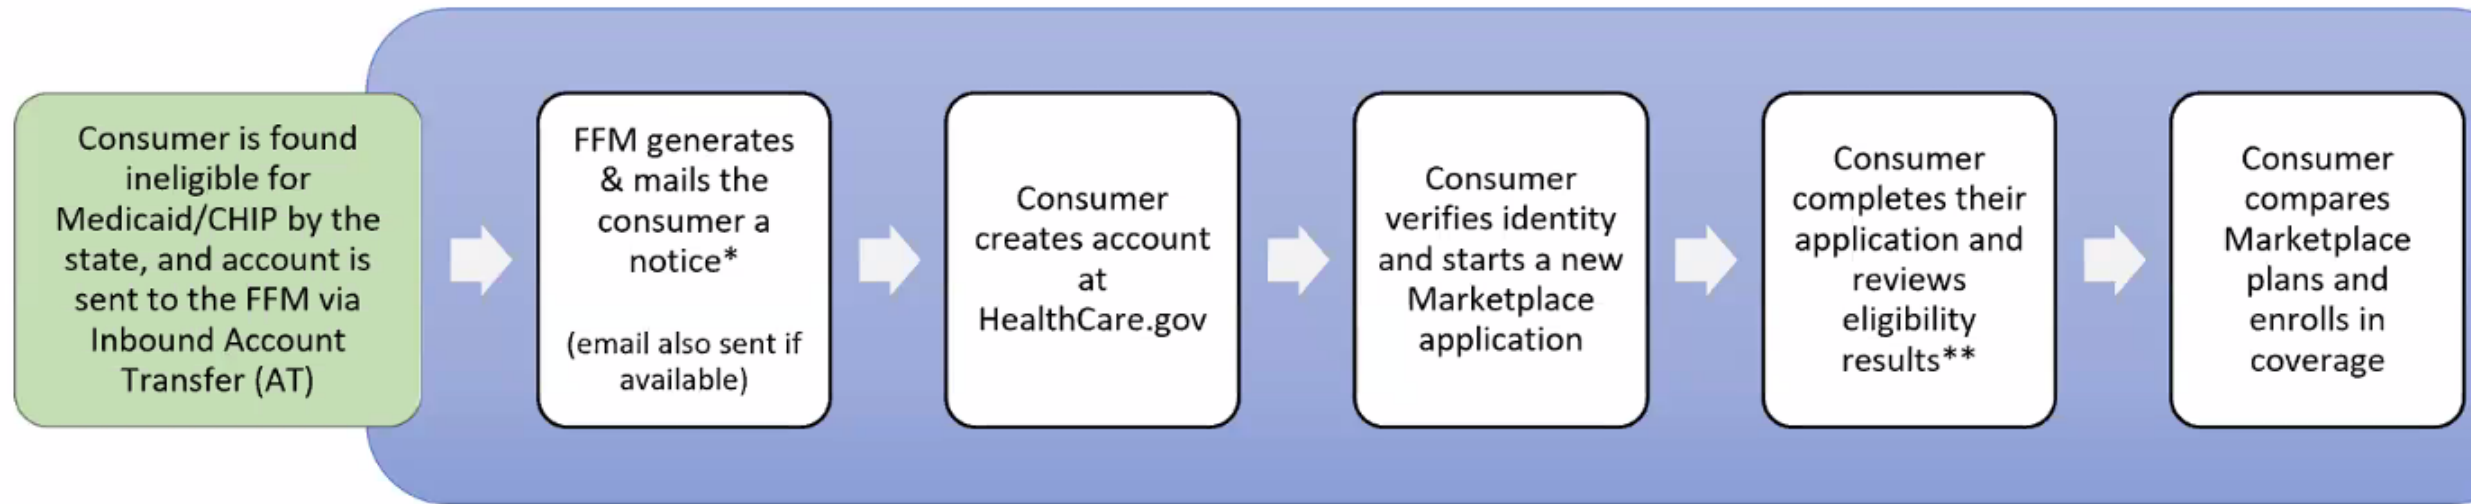 Consumer is found
ineligible for
Medicaid/CHIP by the
state, and account is
sent to the FFM via
Inbound Account
Transfer (AT)
FFM generates
& mails the
consumer a
notice*
(email also sent if
available)
Consumer
creates account
at
HealthCare.gov
Consumer
verifies identity
and starts a new
Marketplace
application
Consumer
completes their
application and
reviews
eligibility
results**
Consumer
compares
Marketplace
plans and
enrolls in
coverage